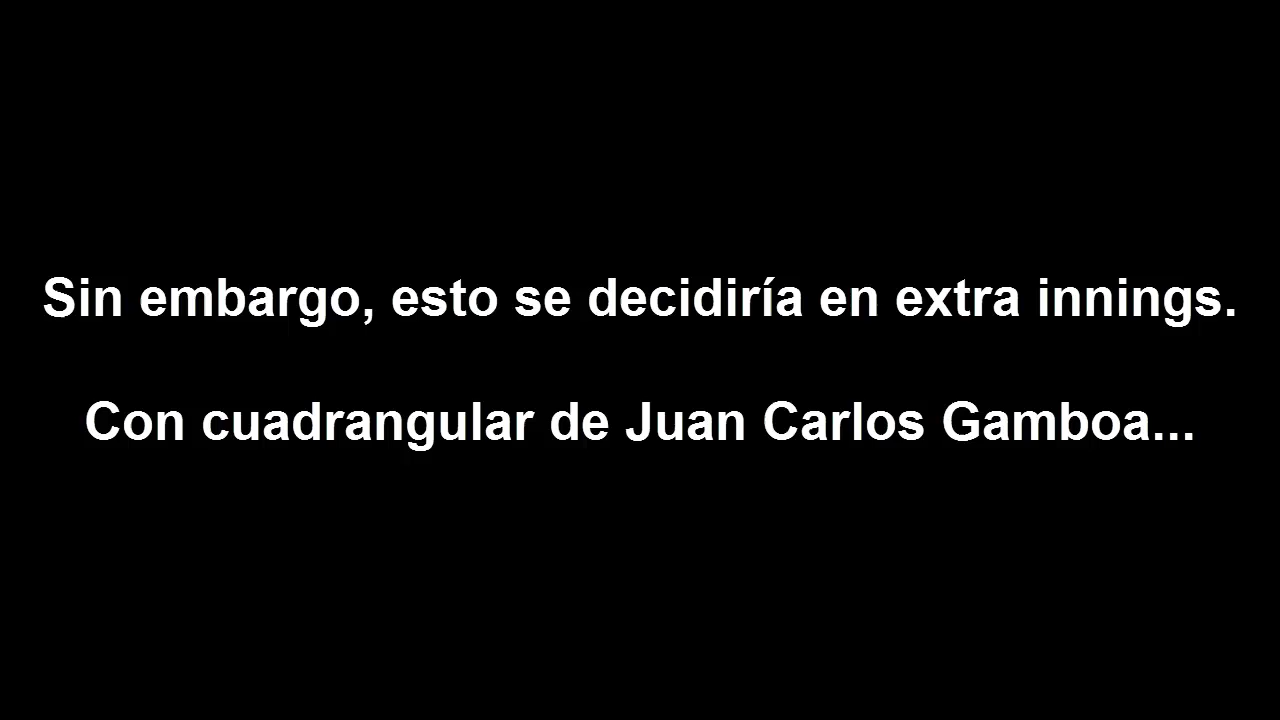 Sin embargo, esto se decidiría en extra innings.
Con cuadrangular de Juan Carlos Gamboa...